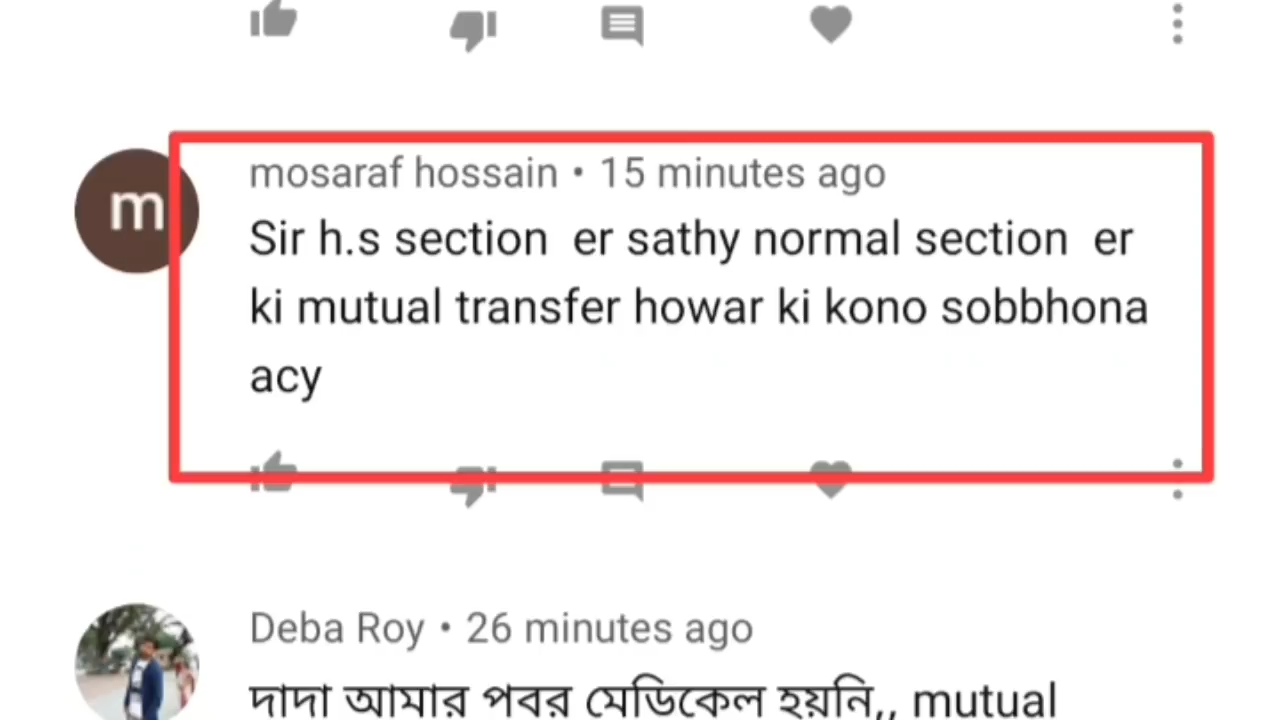 m
mosaraf hossain • 15 minutes ago
Sir h.s section er sathy normal section er
ki mutual transfer howar ki kono sobbhona
acy
Deba Roy • 26 minutes ago
দাদা আমার পবর মেডিকেল হয়নি,, mutual